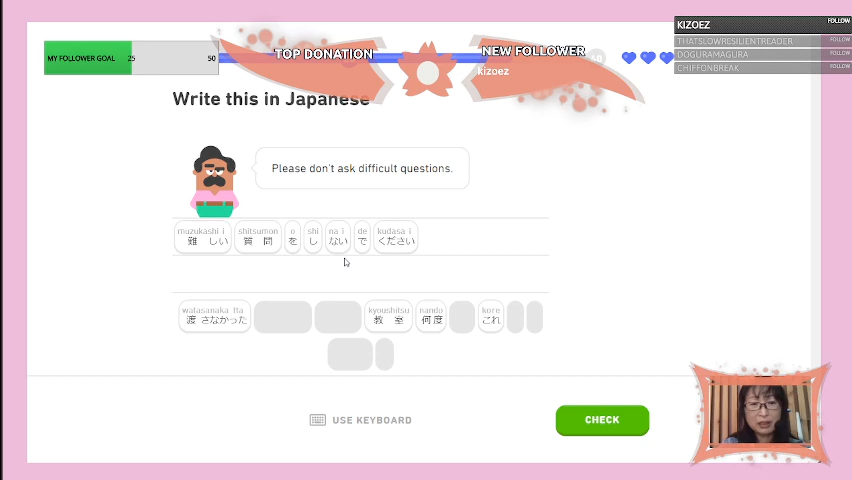 KIZOEZ FOLLOW
THATSLOWRESILIENTREADER FOLLOW
DOGURAMAGURA FOLLOW
CHIFFONBREAK FOLLOW
MY FOLLOWER GOAL 25 50
TOP DONATION
NEW FOLLOWER
kizoez
Write this in Japanese
Please don't ask difficult questions.
muzukashi i shitsumon o shi na i de kudasa i
難しい 質問 を し ない で ください
watasanaka tta kyoushitsu nando kore
渡さなかった 教室 何度 これ
USE KEYBOARD
CHECK